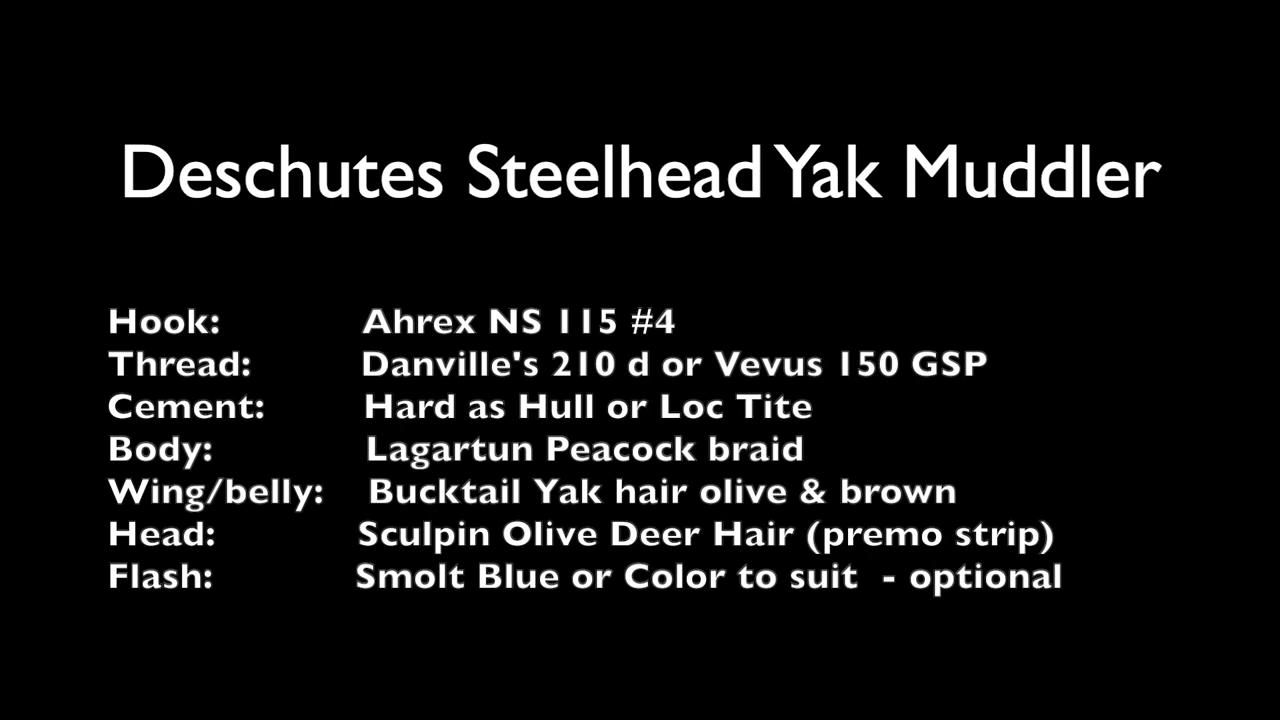 Deschutes Steelhead Yak Muddler
Hook: Ahrex NS 115 #4
Thread: Danville's 210 d or Vevus 150 GSP
Cement: Hard as Hull or Loc Tite
Body: Lagartun Peacock braid
Wing/belly: Bucktail Yak hair olive & brown
Head: Sculpin Olive Deer Hair (premo strip)
Flash: Smolt Blue or Color to suit - optional